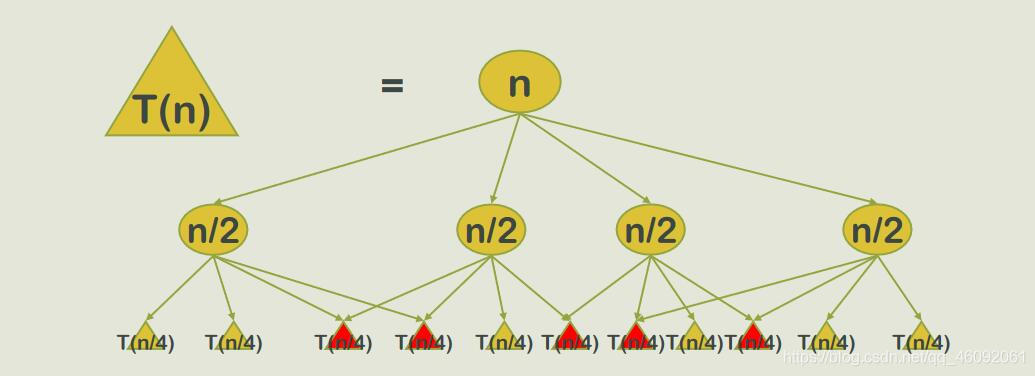 T(n) = n
n/2 n/2 n/2 n/2
T(n/4) T(n/4) T(n/4) T(n/4) T(n/4) T(n/4) T(n/4) T(n/4) T(n/4) T(n/4) T(n/4)
https://blog.csdn.net/qq_46092061